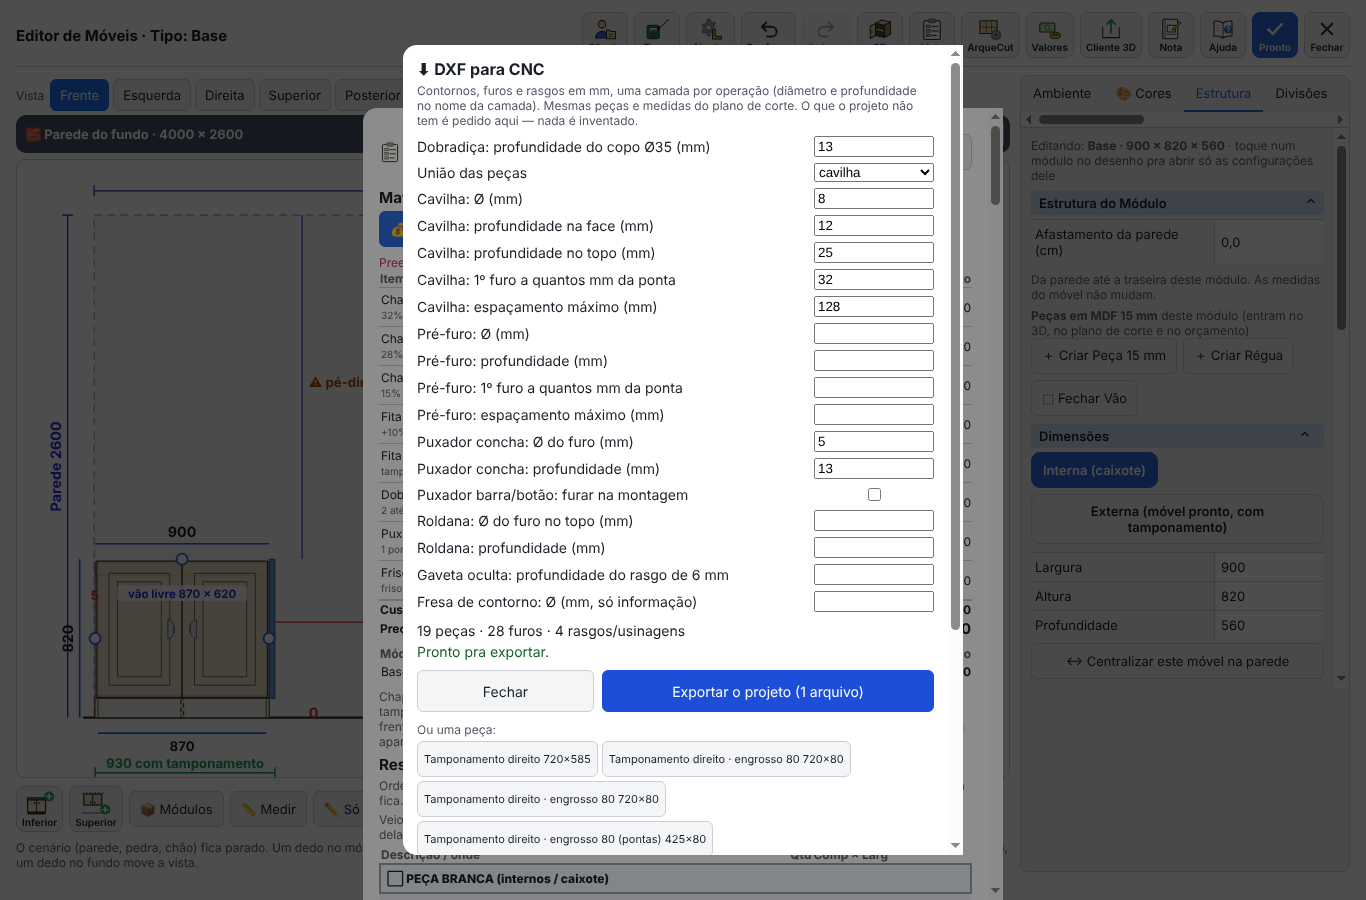 Editor de Móveis · Tipo: Base
ArqueCut
Valores
Cliente 3D
Nota
Ajuda
Pronto
Fechar
Vista
Frente
Esquerda
Direita
Superior
Posterior
Parede do fundo · 4000 × 2600
Parede 2600
pé-dir
900
vão livre 870 × 620
820
870
930 com tamponamento
0
Inferior
Superior
Módulos
Medir
Só
O cenário (parede, pedra, chão) fica parado. Um dedo no mó
um dedo no fundo move a vista.
⬇ DXF para CNC
Contornos, furos e rasgos em mm, uma camada por operação (diâmetro e profundidade
no nome da camada). Mesmas peças e medidas do plano de corte. O que o projeto não
tem é pedido aqui — nada é inventado.
Dobradiça: profundidade do copo Ø35 (mm) 13
União das peças cavilha
Cavilha: Ø (mm) 8
Cavilha: profundidade na face (mm) 12
Cavilha: profundidade no topo (mm) 25
Cavilha: 1º furo a quantos mm da ponta 32
Cavilha: espaçamento máximo (mm) 128
Pré-furo: Ø (mm)
Pré-furo: profundidade (mm)
Pré-furo: 1º furo a quantos mm da ponta
Pré-furo: espaçamento máximo (mm)
Puxador concha: Ø do furo (mm) 5
Puxador concha: profundidade (mm) 13
Puxador barra/botão: furar na montagem
Roldana: Ø do furo no topo (mm)
Roldana: profundidade (mm)
Gaveta oculta: profundidade do rasgo de 6 mm
Fresa de contorno: Ø (mm, só informação)
19 peças · 28 furos · 4 rasgos/usinagens
Pronto pra exportar.
Fechar
Exportar o projeto (1 arquivo)
Ou uma peça:
Tamponamento direito 720×585
Tamponamento direito · engrosso 80 720×80
Tamponamento direito · engrosso 80 720×80
Tamponamento direito · engrosso 80 (pontas) 425×80
Descrição / onde
Qtd Comp × Larg
PEÇA BRANCA (internos / caixote)
Ambiente
Cores
Estrutura
Divisões
Editando: Base · 900 × 820 × 560 · toque num
módulo no desenho pra abrir só as configurações
dele
Estrutura do Módulo
Afastamento da parede
(cm)
0,0
Da parede até a traseira deste módulo. As medidas
do móvel não mudam.
Peças em MDF 15 mm deste módulo (entram no
3D, no plano de corte e no orçamento)
+ Criar Peça 15 mm
+ Criar Régua
Fechar Vão
Dimensões
Interna (caixote)
Externa (móvel pronto, com
tamponamento)
Largura 900
Altura 820
Profundidade 560
↔ Centralizar este móvel na parede